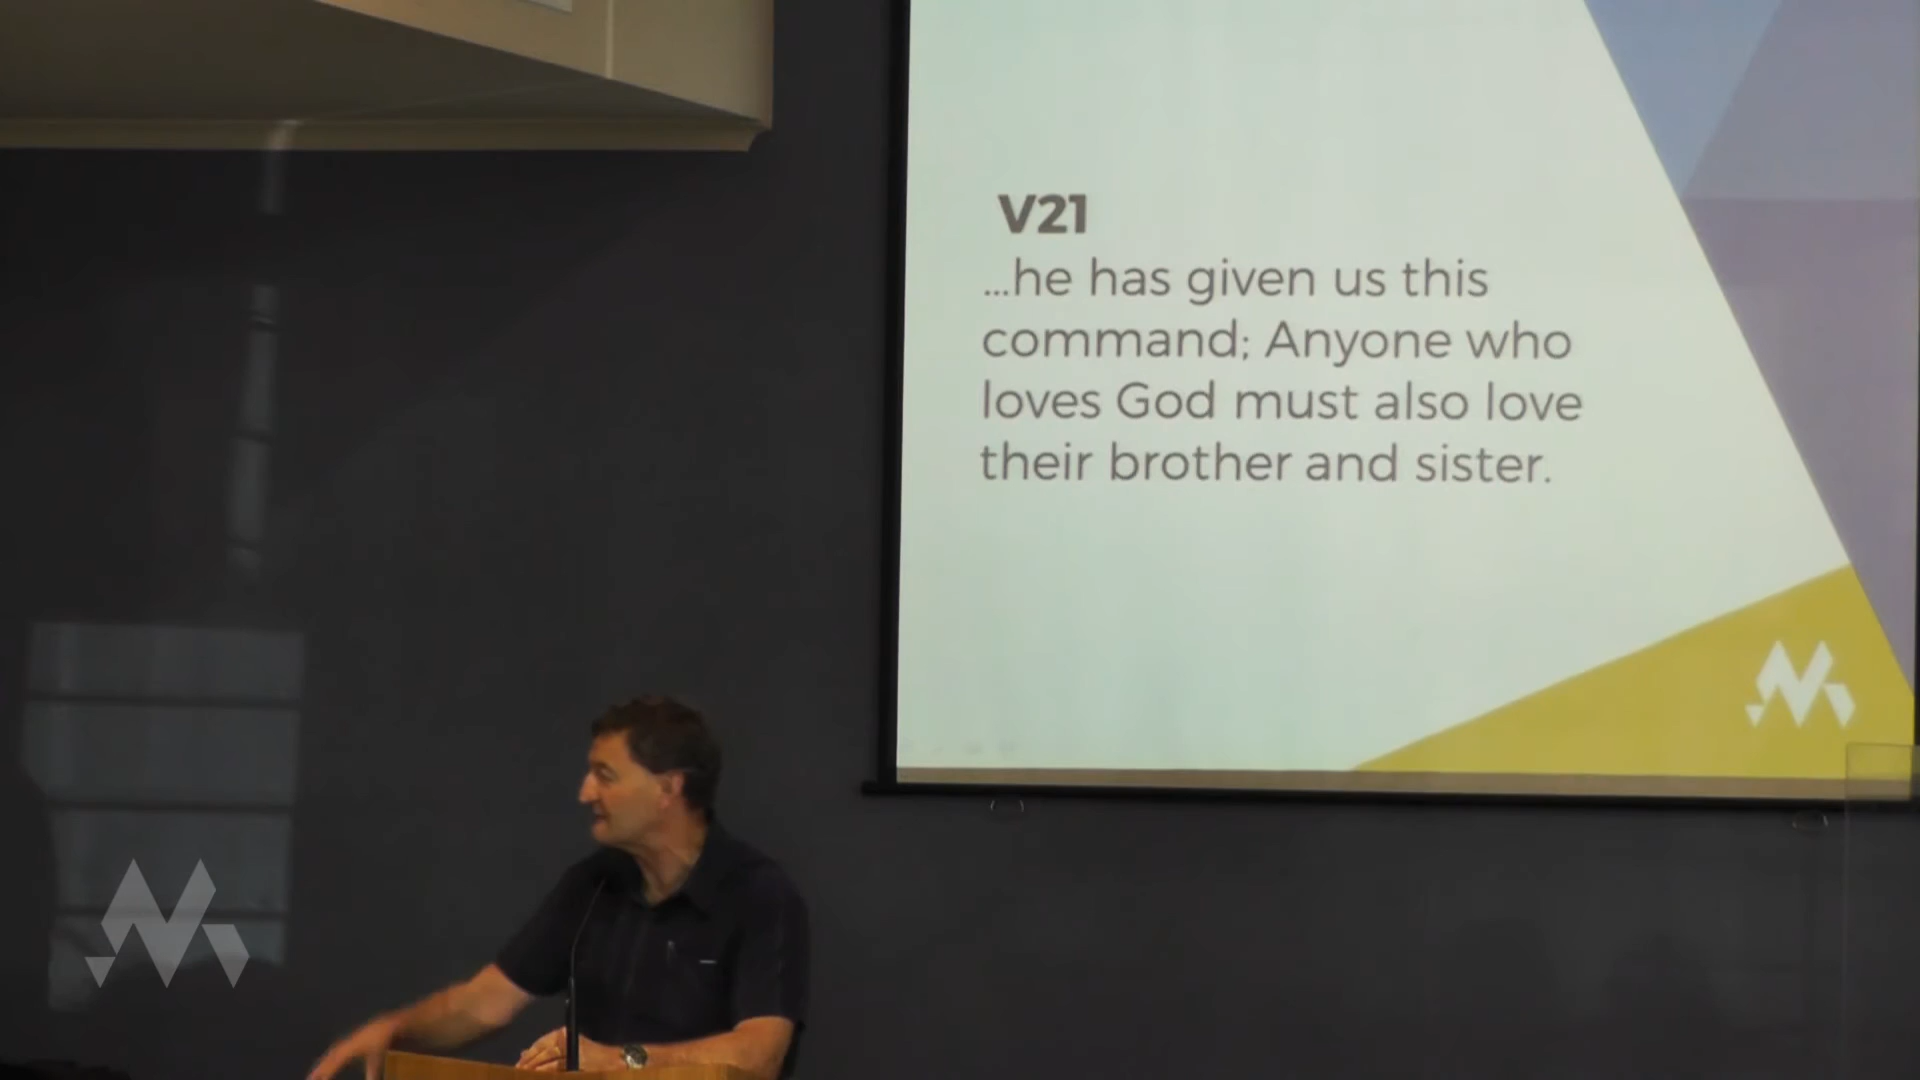 V21
...he has given us this
command; Anyone who
loves God must also love
their brother and sister.